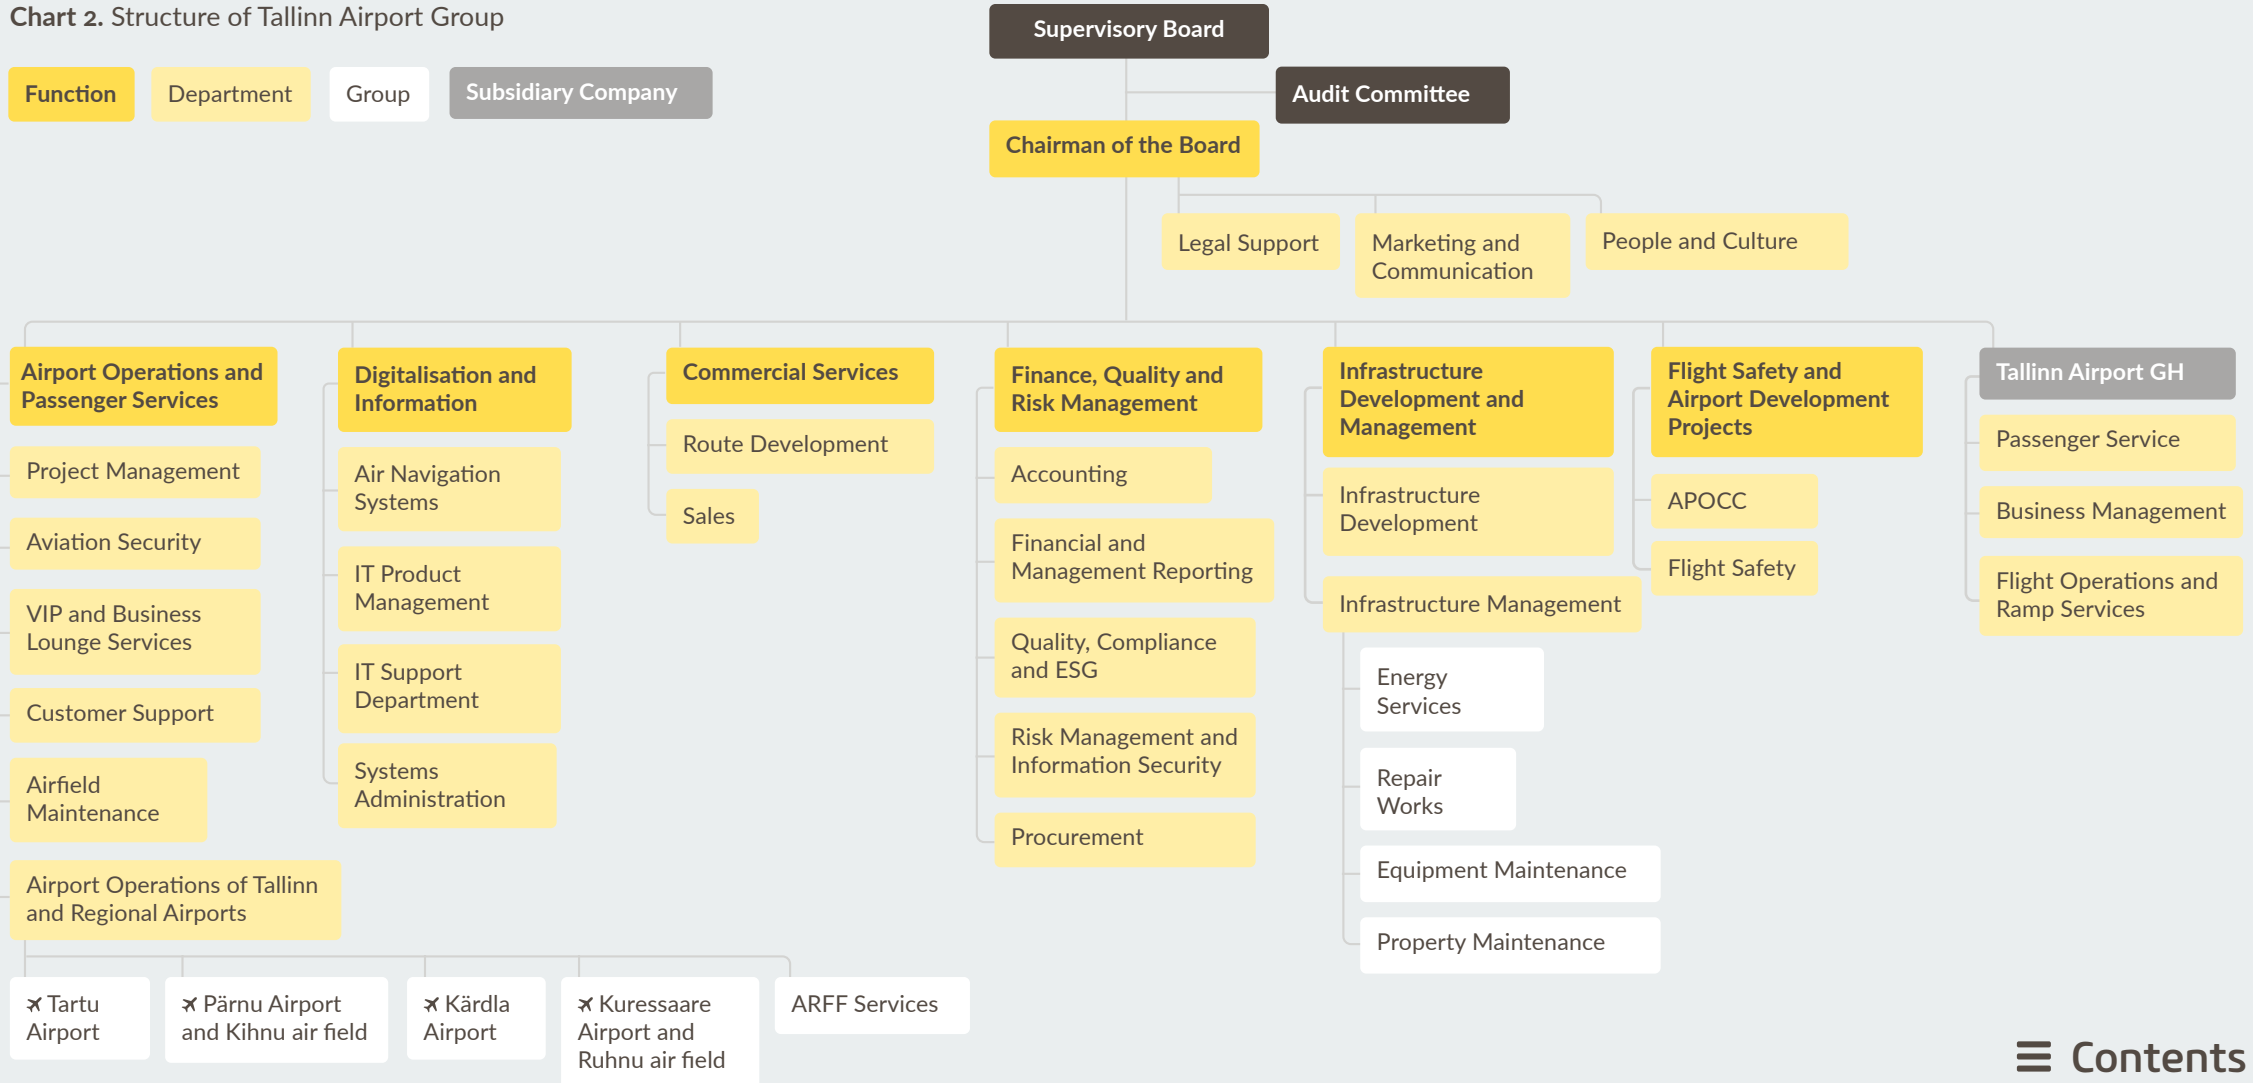 Chart 2. Structure of Tallinn Airport Group
Function
Department
Group
Subsidiary Company
Supervisory Board
Audit Committee
Chairman of the Board
Legal Support
Marketing and
Communication
People and Culture
Airport Operations and
Passenger Services
Project Management
Aviation Security
VIP and Business
Lounge Services
Customer Support
Airfield
Maintenance
Airport Operations of Tallinn
and Regional Airports
Tartu
Airport
Pärnu Airport
and Kihnu air field
Kärdla
Airport
Kuressaare
Airport and
Ruhnu air field
ARFF Services
Digitalisation and
Information
Air Navigation
Systems
IT Product
Management
IT Support
Department
Systems
Administration
Commercial Services
Route Development
Sales
Finance, Quality and
Risk Management
Accounting
Financial and
Management Reporting
Quality, Compliance
and ESG
Risk Management and
Information Security
Procurement
Infrastructure
Development and
Management
Infrastructure
Development
Infrastructure Management
Energy
Services
Repair
Works
Equipment Maintenance
Property Maintenance
Flight Safety and
Airport Development
Projects
APOCC
Flight Safety
Tallinn Airport GH
Passenger Service
Business Management
Flight Operations and
Ramp Services
Contents